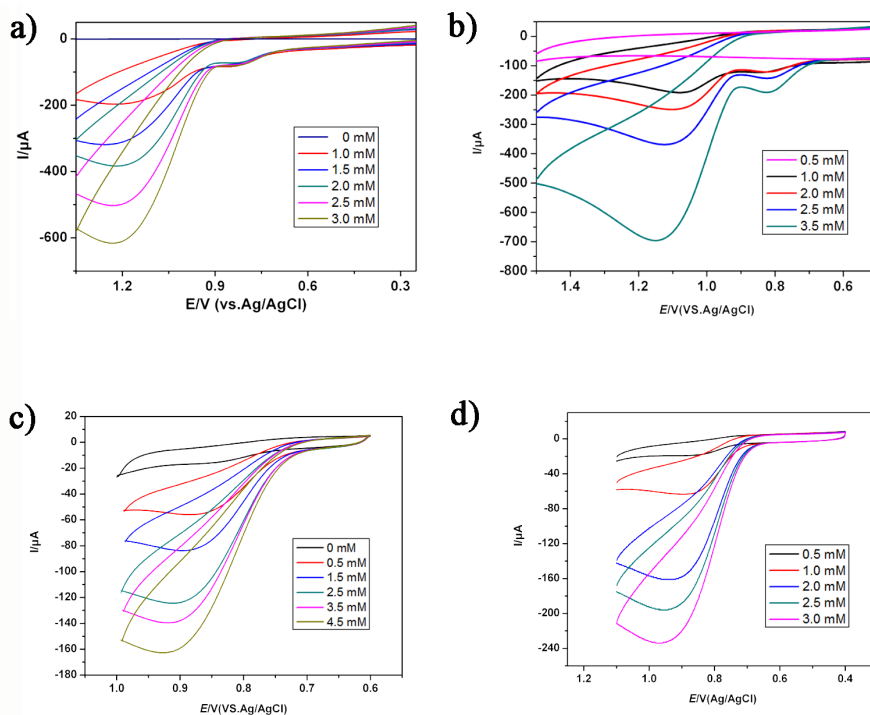 a)
0
-200
-400
-600
I/μA
1.2
0.9
0.6
0.3
E/V (vs.Ag/AgCl)
0 mM
1.0 mM
1.5 mM
2.0 mM
2.5 mM
3.0 mM
b)
100
0
-100
-200
-300
-400
-500
-600
-700
-800
I/μA
1.4
1.2
1.0
0.8
0.6
E/V(VS.Ag/AgCl)
0.5 mM
1.0 mM
2.0 mM
2.5 mM
3.5 mM
c)
20
0
-20
-40
-60
-80
-100
-120
-140
-160
-180
I/μA
1.0
0.9
0.8
0.7
0.6
E/V(VS.Ag/AgCl)
0 mM
0.5 mM
1.5 mM
2.5 mM
3.5 mM
4.5 mM
d)
0
-40
-80
-120
-160
-200
-240
I/μA
1.2
1.0
0.8
0.6
0.4
E/V(Ag/AgCl)
0.5 mM
1.0 mM
2.0 mM
2.5 mM
3.0 mM